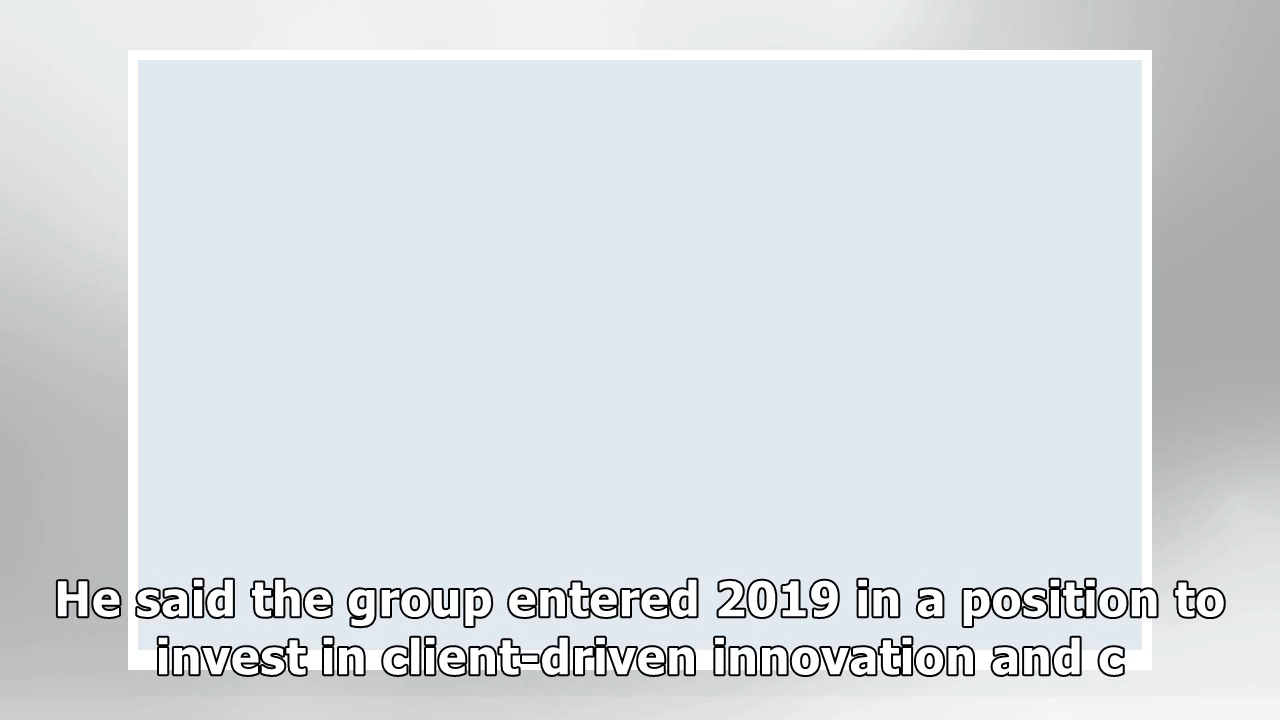 He said the group entered 2019 in a position to
invest in client-driven innovation and c